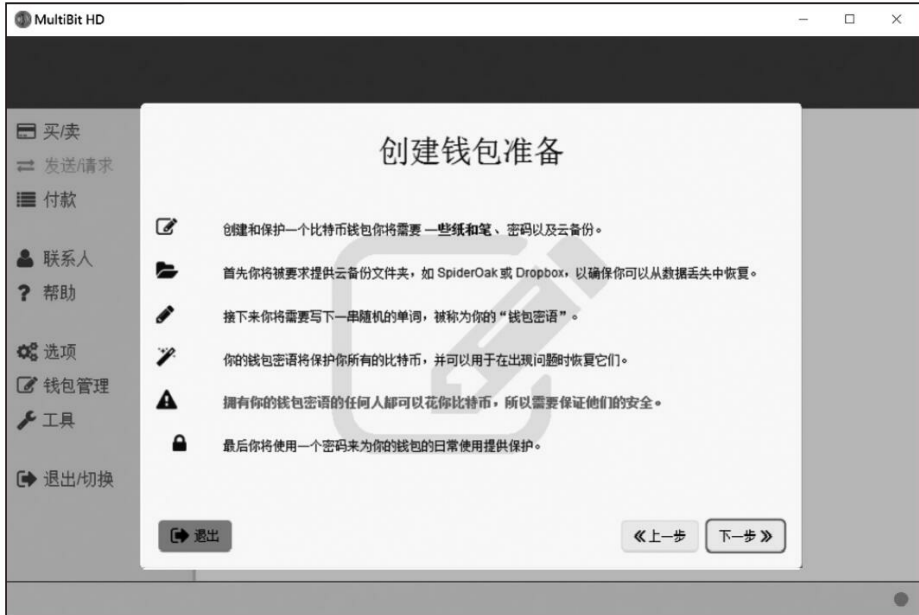 MultiBit HD
买/卖
发送/请求
付款
联系人
帮助
选项
钱包管理
工具
退出/切换
创建钱包准备
创建和保护一个比特币钱包你将需要 一些纸和笔、密码以及云备份。
首先你将被要求提供云备份文件夹，如 SpiderOak 或 Dropbox，以确保你可以从数据丢失中恢复。
接下来你将需要写下一串随机的单词，被称为你的“钱包密语”。
你的钱包密语将保护你所有的比特币，并可以用于在出现问题时恢复它们。
拥有你的钱包密语的任何人都可以花你比特币，所以需要保证他们的安全。
最后你将使用一个密码来为你的钱包的日常使用提供保护。
退出
《上一步
下一步》